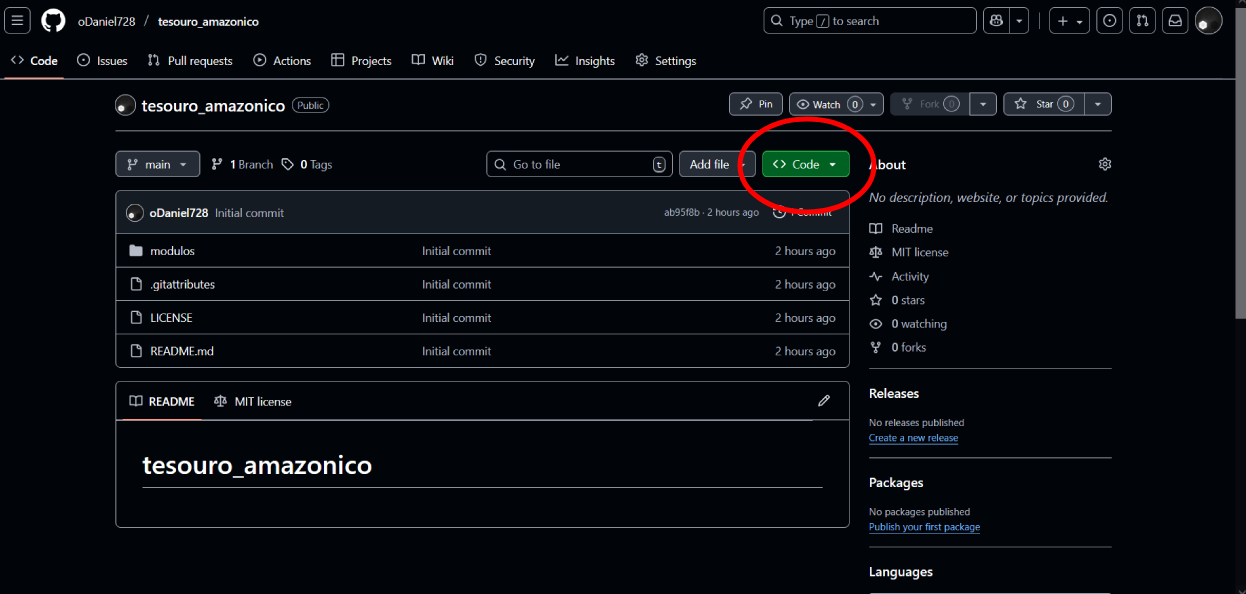 oDaniel728 / tesouro_amazonico Type / to search
Code Issues Pull requests Actions Projects Wiki Security Insights Settings
tesouro_amazonico Public Pin Watch 0 Fork 0 Star 0
main 1 Branch 0 Tags Go to file t Add file Code
oDaniel728 Initial commit ab95f8b · 2 hours ago 1 Commit
modulos Initial commit 2 hours ago
.gitattributes Initial commit 2 hours ago
LICENSE Initial commit 2 hours ago
README.md Initial commit 2 hours ago
README MIT license
tesouro_amazonico
About
No description, website, or topics provided.
Readme
MIT license
Activity
0 stars
0 watching
0 forks
Releases
No releases published
Create a new release
Packages
No packages published
Publish your first package
Languages